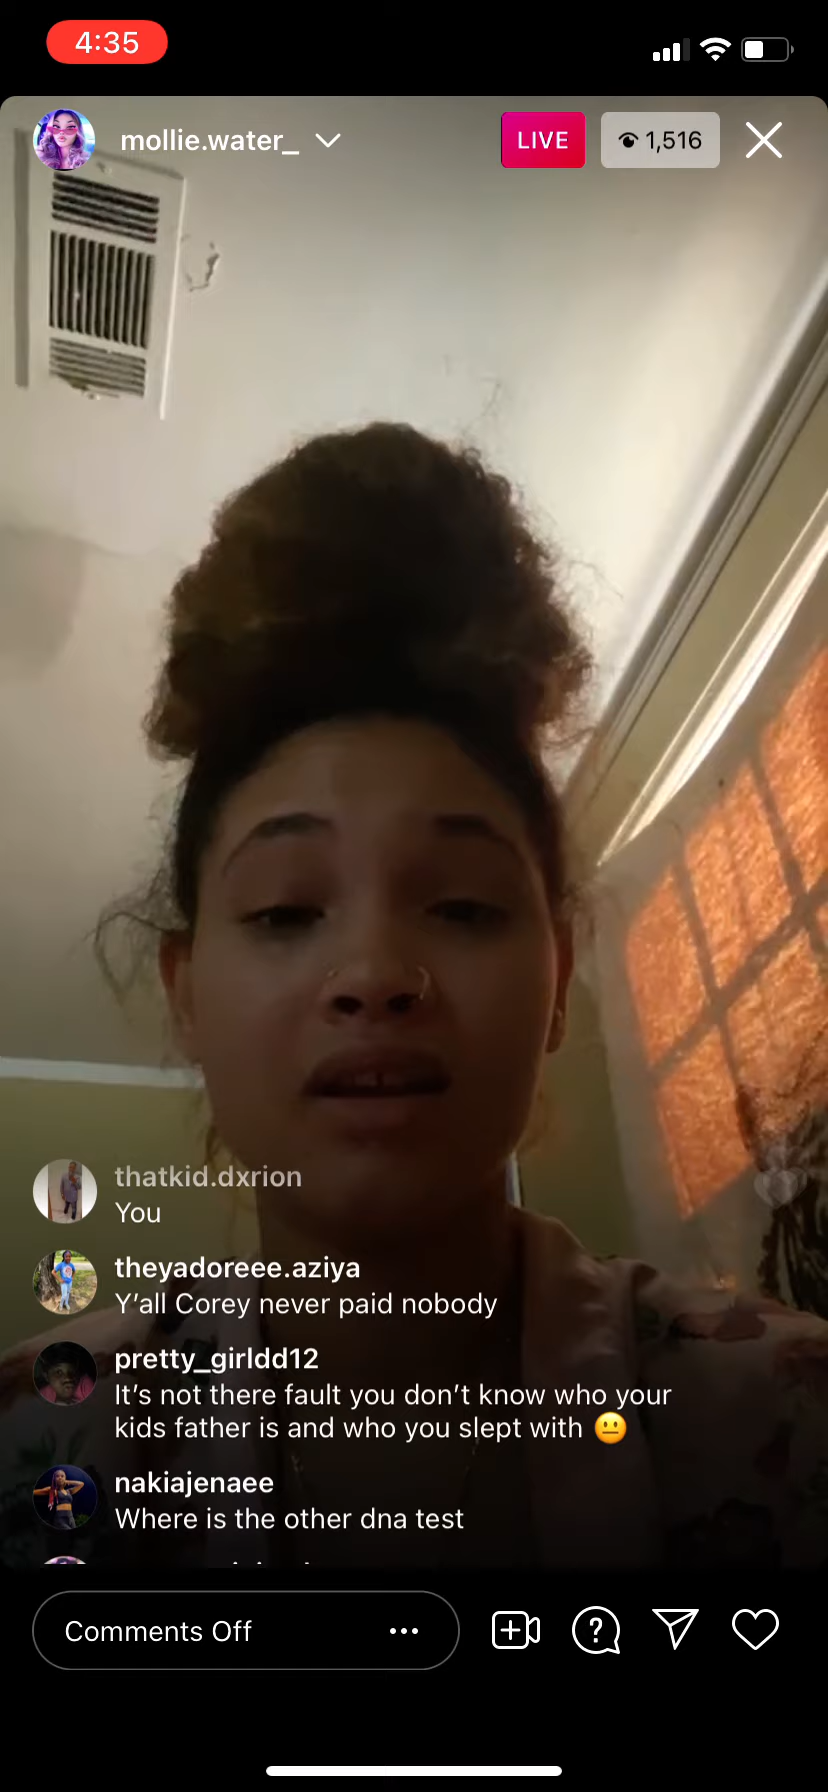 4:35
mollie.water_
LIVE
1,516
thatkid.dxrion
You
theyadoreee.aziya
Y’all Corey never paid nobody
pretty_girldd12
It’s not there fault you don’t know who your
kids father is and who you slept with 😐
nakiajenaee
Where is the other dna test
Comments Off